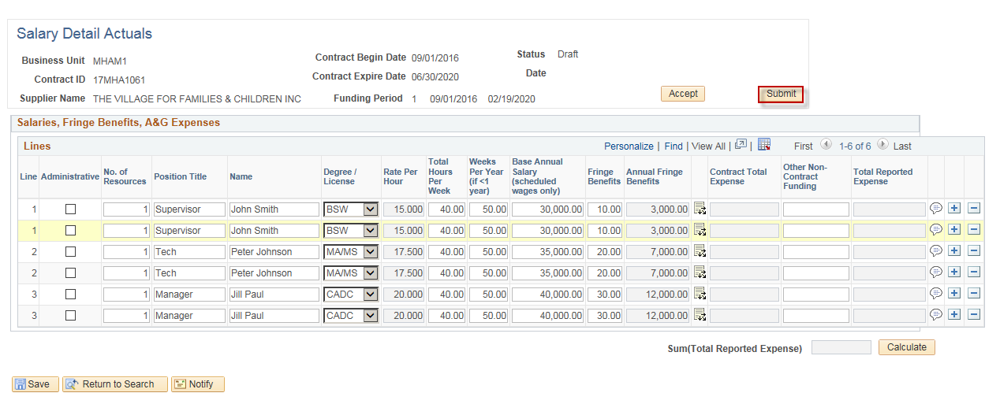 Salary Detail Actuals
Business Unit MHAM1 Contract Begin Date 09/01/2016 Status Draft
Contract ID 17MHA1061 Contract Expire Date 06/30/2020 Date
Supplier Name THE VILLAGE FOR FAMILIES & CHILDREN INC Funding Period 1 09/01/2016 02/19/2020 Accept Submit
Salaries, Fringe Benefits, A&G Expenses
Lines Personalize | Find | View All | | First 1-6 of 6 Last
Line Administrative No. of Resources Position Title Name Degree / License Rate Per Hour Total Hours Per Week Weeks Per Year (if <1 year) Base Annual Salary (scheduled wages only) Fringe Benefits Annual Fringe Benefits Contract Total Expense Other Non-Contract Funding Total Reported Expense
1 1 Supervisor John Smith BSW 15.000 40.00 50.00 30,000.00 10.00 3,000.00
1 1 Supervisor John Smith BSW 15.000 40.00 50.00 30,000.00 10.00 3,000.00
2 1 Tech Peter Johnson MA/MS 17.500 40.00 50.00 35,000.00 20.00 7,000.00
2 1 Tech Peter Johnson MA/MS 17.500 40.00 50.00 35,000.00 20.00 7,000.00
3 1 Manager Jill Paul CADC 20.000 40.00 50.00 40,000.00 30.00 12,000.00
3 1 Manager Jill Paul CADC 20.000 40.00 50.00 40,000.00 30.00 12,000.00
Sum(Total Reported Expense) Calculate
Save Return to Search Notify